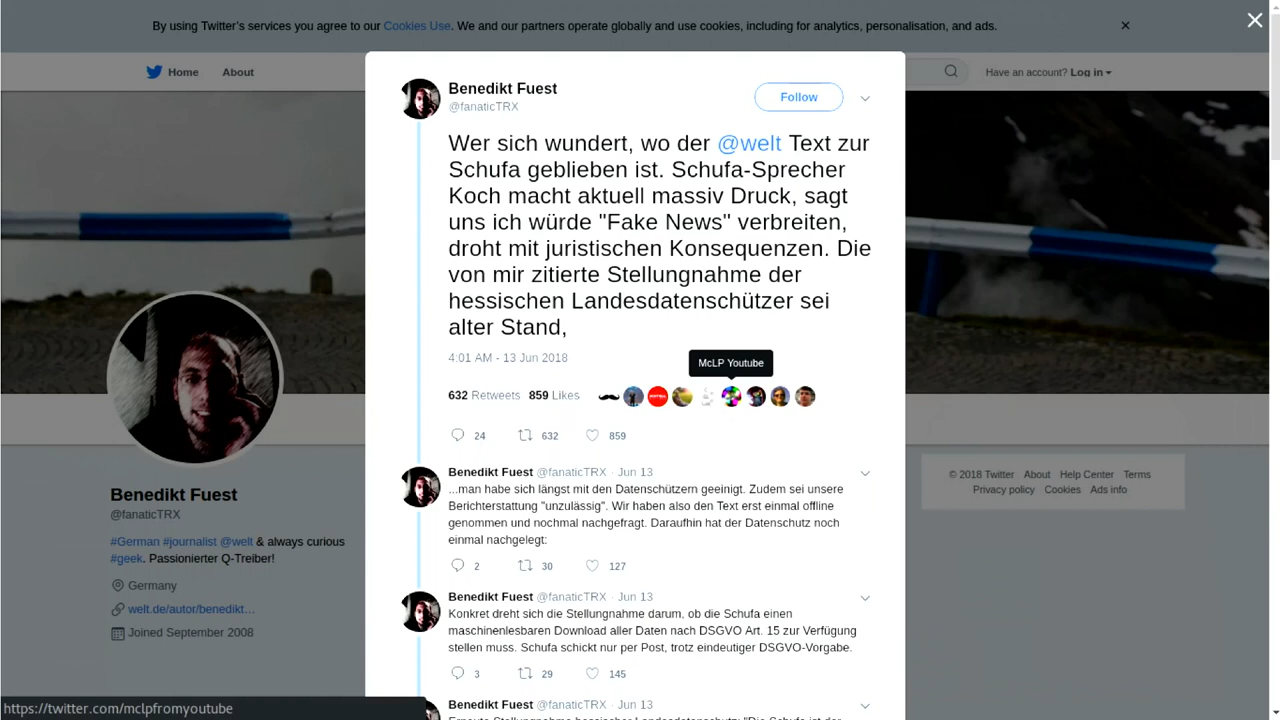 By using Twitter's services you agree to our Cookies Use. We and our partners operate globally and use cookies, including for analytics, personalisation, and ads.
Home About
Have an account? Log in
Benedikt Fuest
@fanaticTRX
Follow
Wer sich wundert, wo der @welt Text zur
Schufa geblieben ist. Schufa-Sprecher
Koch macht aktuell massiv Druck, sagt
uns ich würde "Fake News" verbreiten,
droht mit juristischen Konsequenzen. Die
von mir zitierte Stellungnahme der
hessischen Landesdatenschützer sei
alter Stand,
4:01 AM - 13 Jun 2018
McLP Youtube
632 Retweets 859 Likes
24 632 859
Benedikt Fuest @fanaticTRX · Jun 13
...man habe sich längst mit den Datenschützern geeinigt. Zudem sei unsere
Berichterstattung "unzulässig". Wir haben also den Text erst einmal offline
genommen und nochmal nachgefragt. Daraufhin hat der Datenschutz noch
einmal nachgelegt:
2 30 127
Benedikt Fuest @fanaticTRX · Jun 13
Konkret dreht sich die Stellungnahme darum, ob die Schufa einen
maschinenlesbaren Download aller Daten nach DSGVO Art. 15 zur Verfügung
stellen muss. Schufa schickt nur per Post, trotz eindeutiger DSGVO-Vorgabe.
3 29 145
Benedikt Fuest @fanaticTRX · Jun 13
Erneute Stellungnahme hessischer Landesdatenschutz: "Die Schufa ist der
Benedikt Fuest
@fanaticTRX
#German #journalist @welt & always curious
#geek. Passionierter Q-Treiber!
Germany
welt.de/autor/benedikt…
Joined September 2008
© 2018 Twitter About Help Center Terms
Privacy policy Cookies Ads info
https://twitter.com/mclpfromyoutube